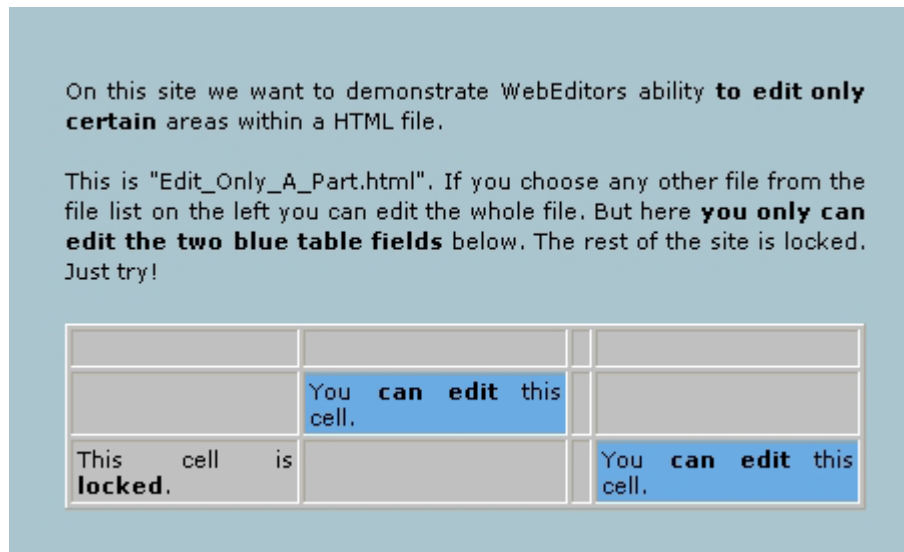 On this site we want to demonstrate WebEditors ability to edit only
certain areas within a HTML file.
This is "Edit_Only_A_Part.html". If you choose any other file from the
file list on the left you can edit the whole file. But here you only can
edit the two blue table fields below. The rest of the site is locked.
Just try!
You can edit this
cell.
This cell is
locked.
You can edit this
cell.